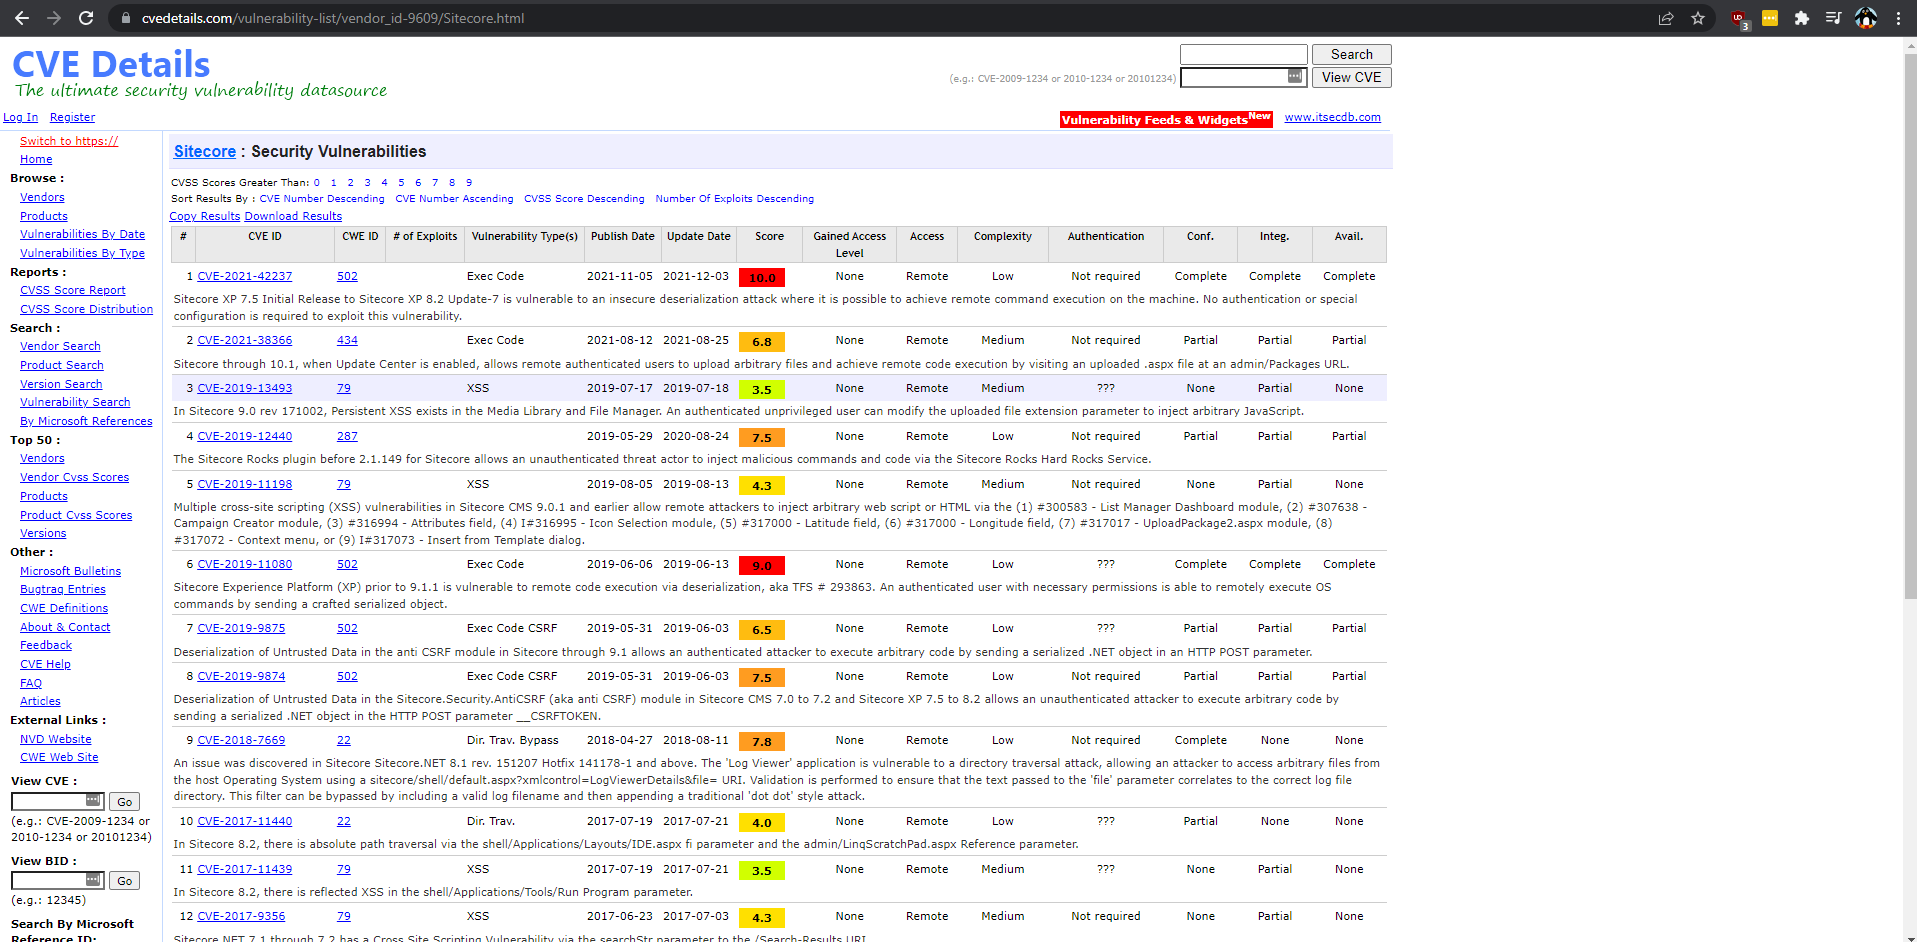 cvedetails.com/vulnerability-list/vendor_id-9609/Sitecore.html
3
CVE Details
The ultimate security vulnerability datasource
Search
(e.g.: CVE-2009-1234 or 2010-1234 or 20101234)
View CVE
Log In Register
Vulnerability Feeds & Widgets New www.itsecdb.com
Switch to https://
Home
Browse :
Vendors
Products
Vulnerabilities By Date
Vulnerabilities By Type
Reports :
CVSS Score Report
CVSS Score Distribution
Search :
Vendor Search
Product Search
Version Search
Vulnerability Search
By Microsoft References
Top 50 :
Vendors
Vendor Cvss Scores
Products
Product Cvss Scores
Versions
Other :
Microsoft Bulletins
Bugtraq Entries
CWE Definitions
About & Contact
Feedback
CVE Help
FAQ
Articles
External Links :
NVD Website
CWE Web Site
View CVE :
Go
(e.g.: CVE-2009-1234 or
2010-1234 or 20101234)
View BID :
Go
(e.g.: 12345)
Search By Microsoft
Reference ID:
Sitecore : Security Vulnerabilities
CVSS Scores Greater Than: 0 1 2 3 4 5 6 7 8 9
Sort Results By : CVE Number Descending CVE Number Ascending CVSS Score Descending Number Of Exploits Descending
Copy Results Download Results
# CVE ID CWE ID # of Exploits Vulnerability Type(s) Publish Date Update Date Score Gained Access Level Access Complexity Authentication Conf. Integ. Avail.
1 CVE-2021-42237 502 Exec Code 2021-11-05 2021-12-03 10.0 None Remote Low Not required Complete Complete Complete
Sitecore XP 7.5 Initial Release to Sitecore XP 8.2 Update-7 is vulnerable to an insecure deserialization attack where it is possible to achieve remote command execution on the machine. No authentication or special
configuration is required to exploit this vulnerability.
2 CVE-2021-38366 434 Exec Code 2021-08-12 2021-08-25 6.8 None Remote Medium Not required Partial Partial Partial
Sitecore through 10.1, when Update Center is enabled, allows remote authenticated users to upload arbitrary files and achieve remote code execution by visiting an uploaded .aspx file at an admin/Packages URL.
3 CVE-2019-13493 79 XSS 2019-07-17 2019-07-18 3.5 None Remote Medium ??? None Partial None
In Sitecore 9.0 rev 171002, Persistent XSS exists in the Media Library and File Manager. An authenticated unprivileged user can modify the uploaded file extension parameter to inject arbitrary JavaScript.
4 CVE-2019-12440 287 2019-05-29 2020-08-24 7.5 None Remote Low Not required Partial Partial Partial
The Sitecore Rocks plugin before 2.1.149 for Sitecore allows an unauthenticated threat actor to inject malicious commands and code via the Sitecore Rocks Hard Rocks Service.
5 CVE-2019-11198 79 XSS 2019-08-05 2019-08-13 4.3 None Remote Medium Not required None Partial None
Multiple cross-site scripting (XSS) vulnerabilities in Sitecore CMS 9.0.1 and earlier allow remote attackers to inject arbitrary web script or HTML via the (1) #300583 - List Manager Dashboard module, (2) #307638 -
Campaign Creator module, (3) #316994 - Attributes field, (4) I#316995 - Icon Selection module, (5) #317000 - Latitude field, (6) #317000 - Longitude field, (7) #317017 - UploadPackage2.aspx module, (8)
#317072 - Context menu, or (9) I#317073 - Insert from Template dialog.
6 CVE-2019-11080 502 Exec Code 2019-06-06 2019-06-13 9.0 None Remote Low ??? Complete Complete Complete
Sitecore Experience Platform (XP) prior to 9.1.1 is vulnerable to remote code execution via deserialization, aka TFS # 293863. An authenticated user with necessary permissions is able to remotely execute OS
commands by sending a crafted serialized object.
7 CVE-2019-9875 502 Exec Code CSRF 2019-05-31 2019-06-03 6.5 None Remote Low ??? Partial Partial Partial
Deserialization of Untrusted Data in the anti CSRF module in Sitecore through 9.1 allows an authenticated attacker to execute arbitrary code by sending a serialized .NET object in an HTTP POST parameter.
8 CVE-2019-9874 502 Exec Code CSRF 2019-05-31 2019-06-03 7.5 None Remote Low Not required Partial Partial Partial
Deserialization of Untrusted Data in the Sitecore.Security.AntiCSRF (aka anti CSRF) module in Sitecore CMS 7.0 to 7.2 and Sitecore XP 7.5 to 8.2 allows an unauthenticated attacker to execute arbitrary code by
sending a serialized .NET object in the HTTP POST parameter __CSRFTOKEN.
9 CVE-2018-7669 22 Dir. Trav. Bypass 2018-04-27 2018-08-11 7.8 None Remote Low Not required Complete None None
An issue was discovered in Sitecore Sitecore.NET 8.1 rev. 151207 Hotfix 141178-1 and above. The 'Log Viewer' application is vulnerable to a directory traversal attack, allowing an attacker to access arbitrary files from
the host Operating System using a sitecore/shell/default.aspx?xmlcontrol=LogViewerDetails&file= URI. Validation is performed to ensure that the text passed to the 'file' parameter correlates to the correct log file
directory. This filter can be bypassed by including a valid log filename and then appending a traditional 'dot dot' style attack.
10 CVE-2017-11440 22 Dir. Trav. 2017-07-19 2017-07-21 4.0 None Remote Low ??? Partial None None
In Sitecore 8.2, there is absolute path traversal via the shell/Applications/Layouts/IDE.aspx fi parameter and the admin/LinqScratchPad.aspx Reference parameter.
11 CVE-2017-11439 79 XSS 2017-07-19 2017-07-21 3.5 None Remote Medium ??? None Partial None
In Sitecore 8.2, there is reflected XSS in the shell/Applications/Tools/Run Program parameter.
12 CVE-2017-9356 79 XSS 2017-06-23 2017-07-03 4.3 None Remote Medium Not required None Partial None
Sitecore.NET 7.1 through 7.2 has a Cross Site Scripting Vulnerability via the searchStr parameter to the /Search-Results URI.